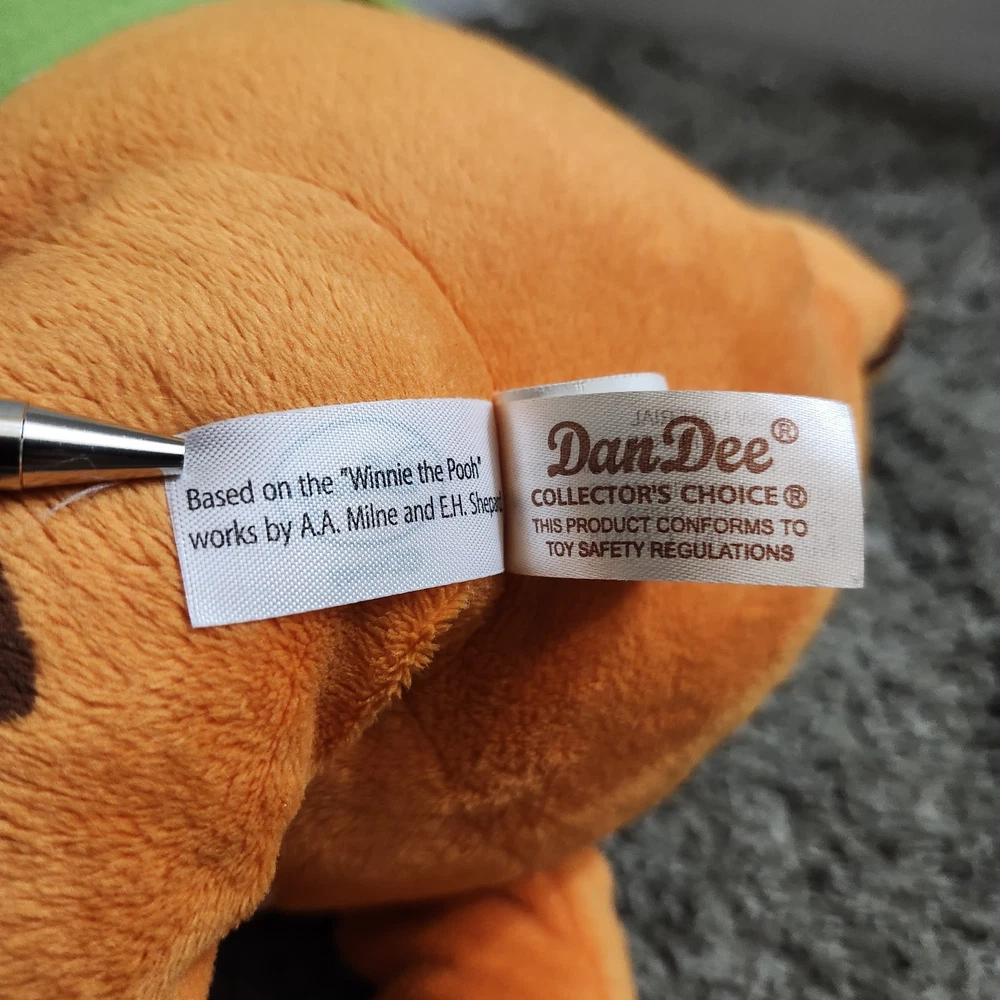 Based on the "Winnie the Pooh"
works by A.A. Milne and E.H. Shepard
DanDee®
COLLECTOR'S CHOICE ®
THIS PRODUCT CONFORMS TO
TOY SAFETY REGULATIONS